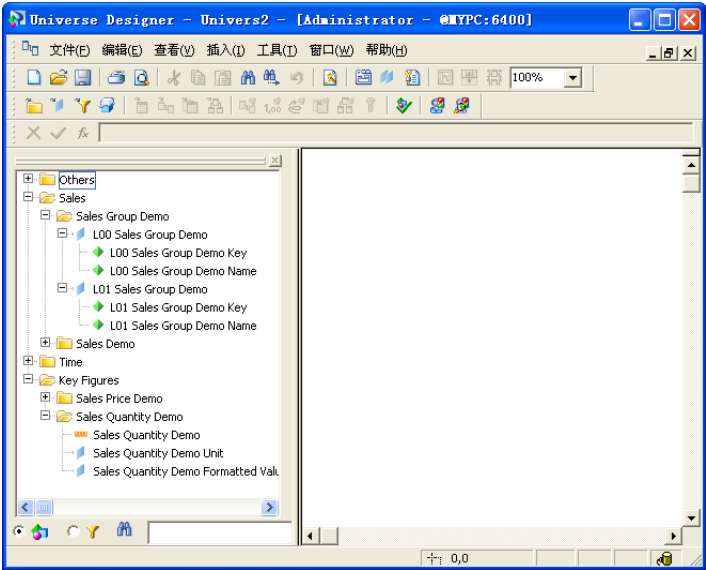 Universe Designer - Univers2 - [Administrator - @MYPC:6400]
文件(F) 编辑(E) 查看(V) 插入(I) 工具(T) 窗口(W) 帮助(H)
100%
Others
Sales
Sales Group Demo
L00 Sales Group Demo
L00 Sales Group Demo Key
L00 Sales Group Demo Name
L01 Sales Group Demo
L01 Sales Group Demo Key
L01 Sales Group Demo Name
Sales Demo
Time
Key Figures
Sales Price Demo
Sales Quantity Demo
Sales Quantity Demo
Sales Quantity Demo Unit
Sales Quantity Demo Formatted Valu
0,0